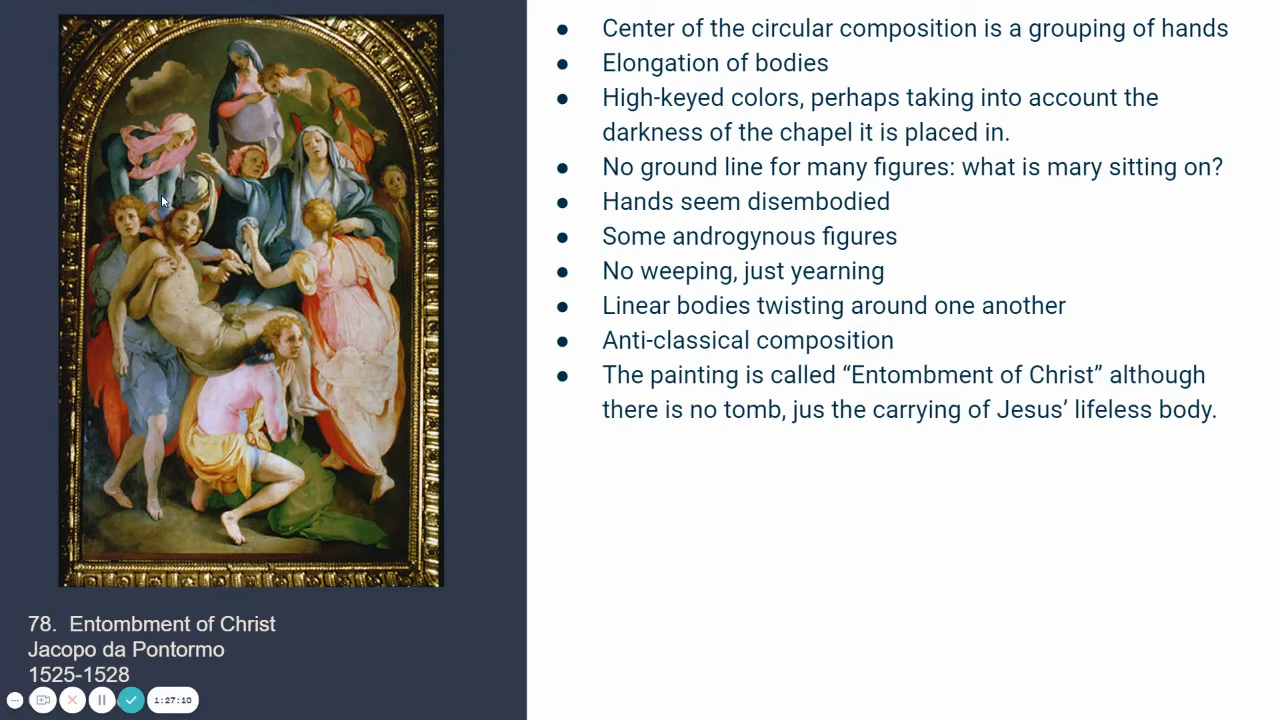 ● Center of the circular composition is a grouping of hands
● Elongation of bodies
● High-keyed colors, perhaps taking into account the
darkness of the chapel it is placed in.
● No ground line for many figures: what is mary sitting on?
● Hands seem disembodied
● Some androgynous figures
● No weeping, just yearning
● Linear bodies twisting around one another
● Anti-classical composition
● The painting is called “Entombment of Christ” although
there is no tomb, jus the carrying of Jesus’ lifeless body.
78. Entombment of Christ
Jacopo da Pontormo
1525-1528
1:27:10